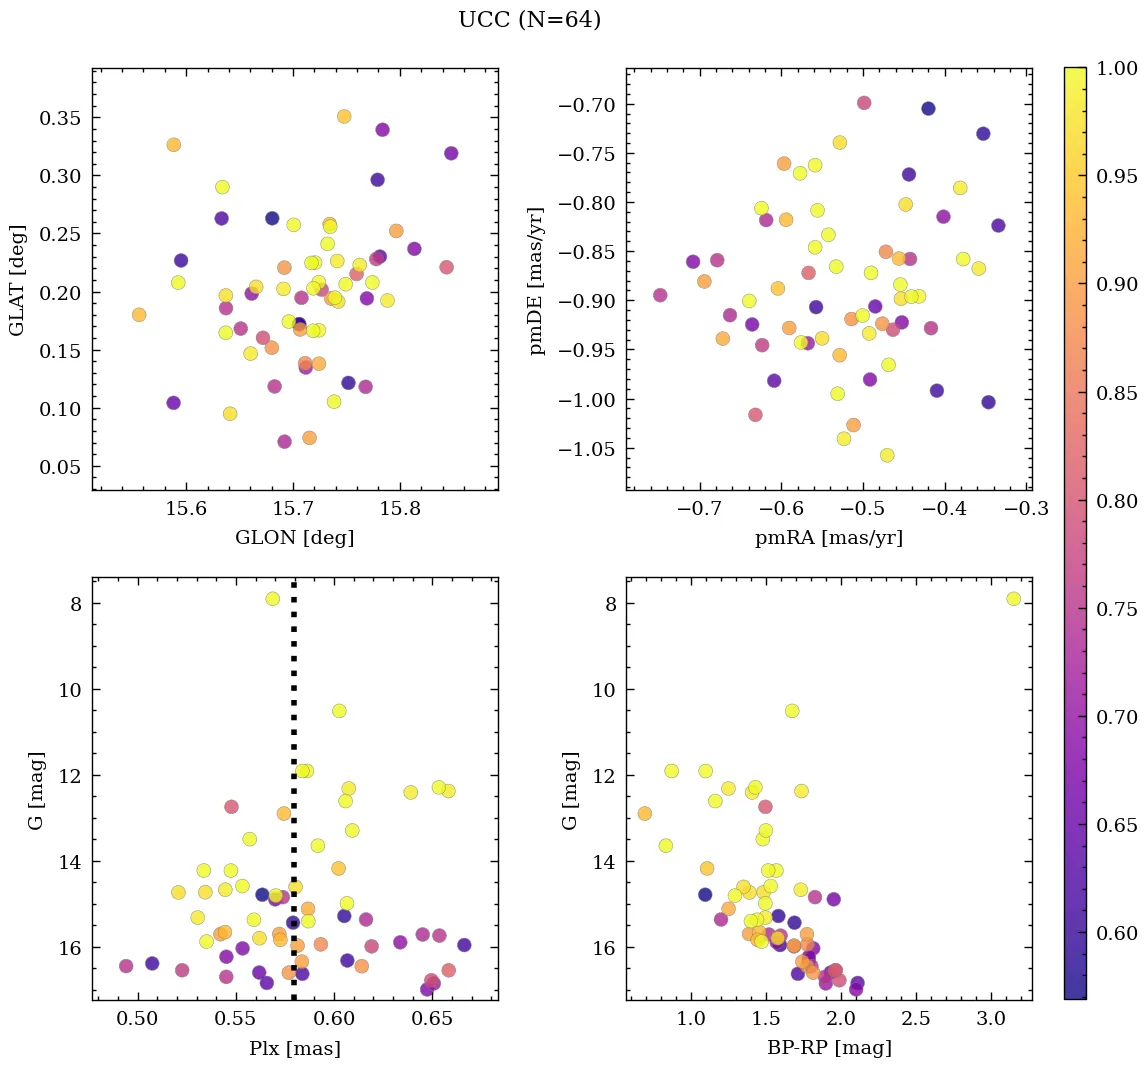 UCC (N=64)
0.35
0.30
0.25
0.20
0.15
0.10
0.05
GLAT [deg]
15.6 15.7 15.8
GLON [deg]
−0.70
−0.75
−0.80
−0.85
−0.90
−0.95
−1.00
−1.05
pmDE [mas/yr]
−0.7 −0.6 −0.5 −0.4 −0.3
pmRA [mas/yr]
8
10
12
14
16
G [mag]
0.50 0.55 0.60 0.65
Plx [mas]
8
10
12
14
16
G [mag]
1.0 1.5 2.0 2.5 3.0
BP-RP [mag]
1.00
0.95
0.90
0.85
0.80
0.75
0.70
0.65
0.60